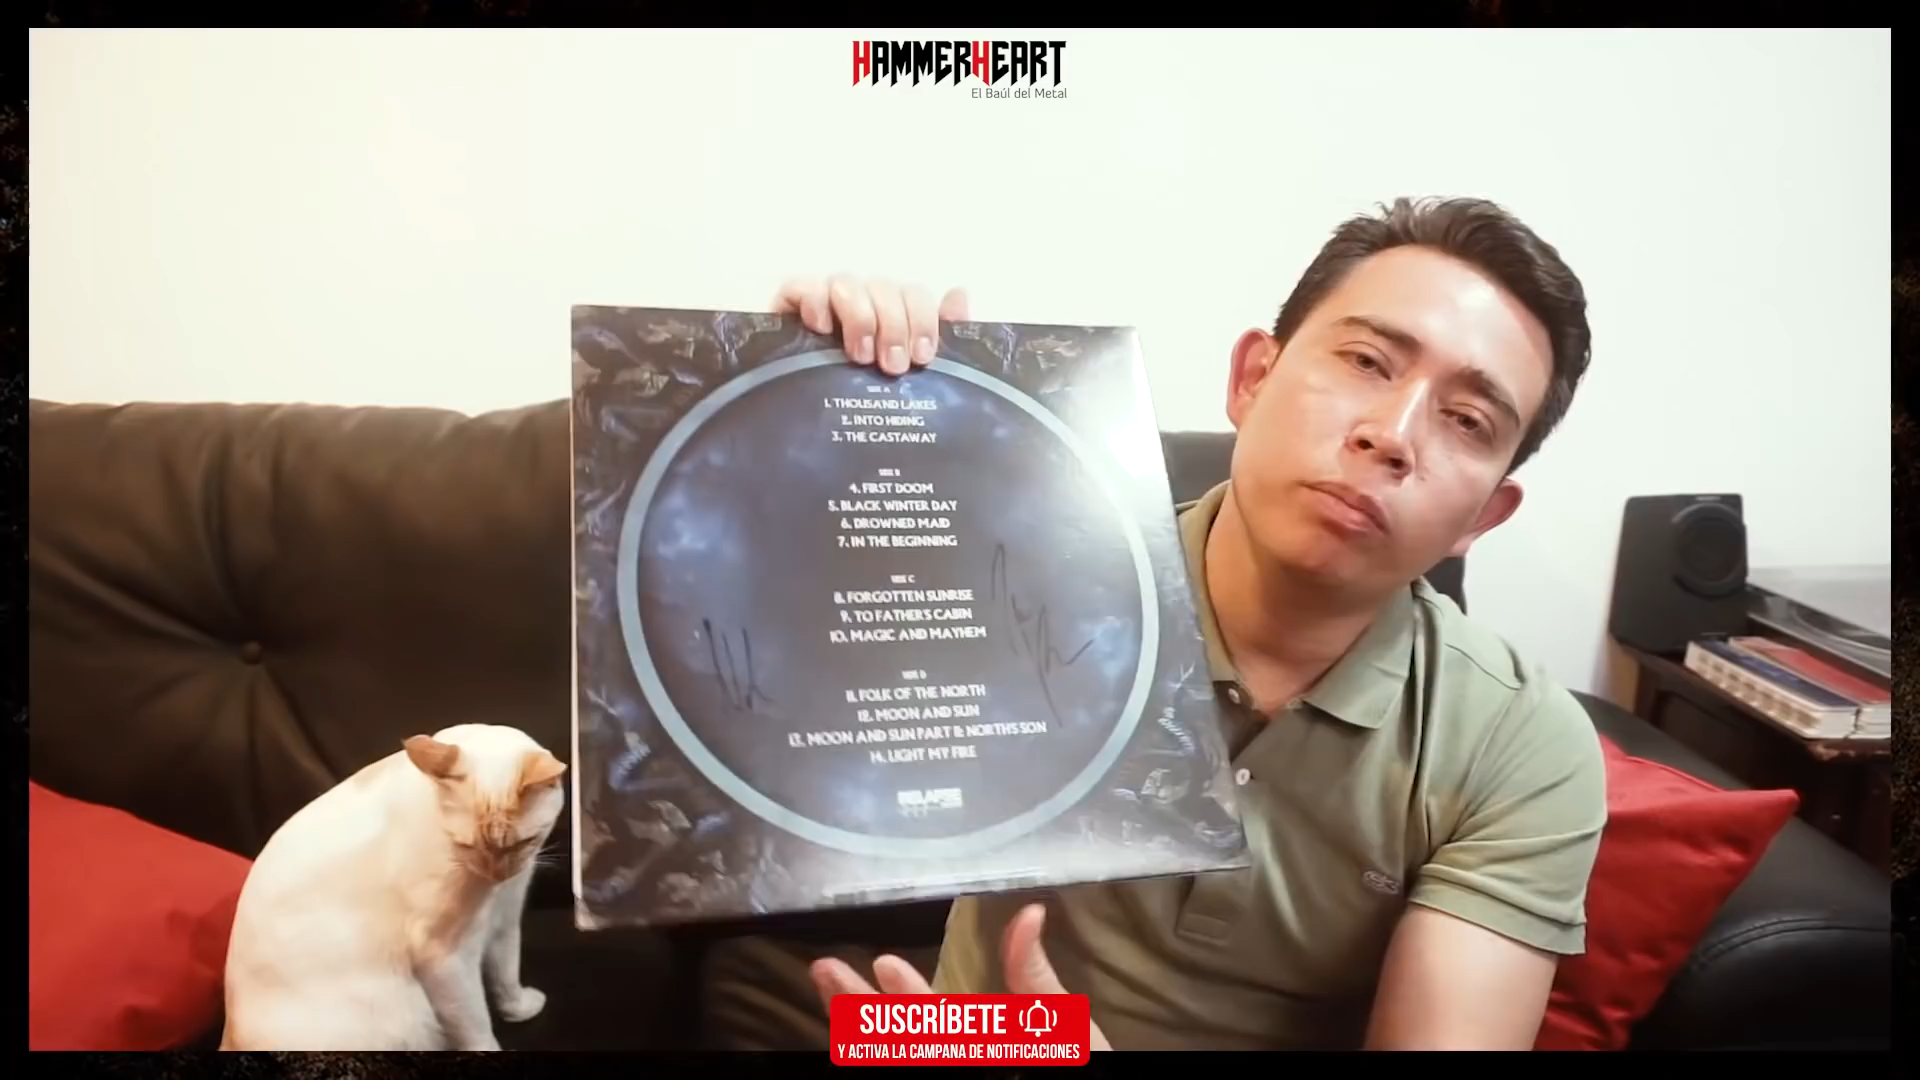 HAMMERHEART
El Baúl del Metal
SIDE A
1. THOUSAND LAKES
2. INTO HIDING
3. THE CASTAWAY
SIDE B
4. FIRST DOOM
5. BLACK WINTER DAY
6. DROWNED MAID
7. IN THE BEGINNING
SIDE C
8. FORGOTTEN SUNRISE
9. TO FATHER'S CABIN
10. MAGIC AND MAYHEM
SIDE D
11. FOLK OF THE NORTH
12. MOON AND SUN
13. MOON AND SUN PART II: NORTH'S SON
14. LIGHT MY FIRE
RELAPSE
SUSCRÍBETE
Y ACTIVA LA CAMPANA DE NOTIFICACIONES